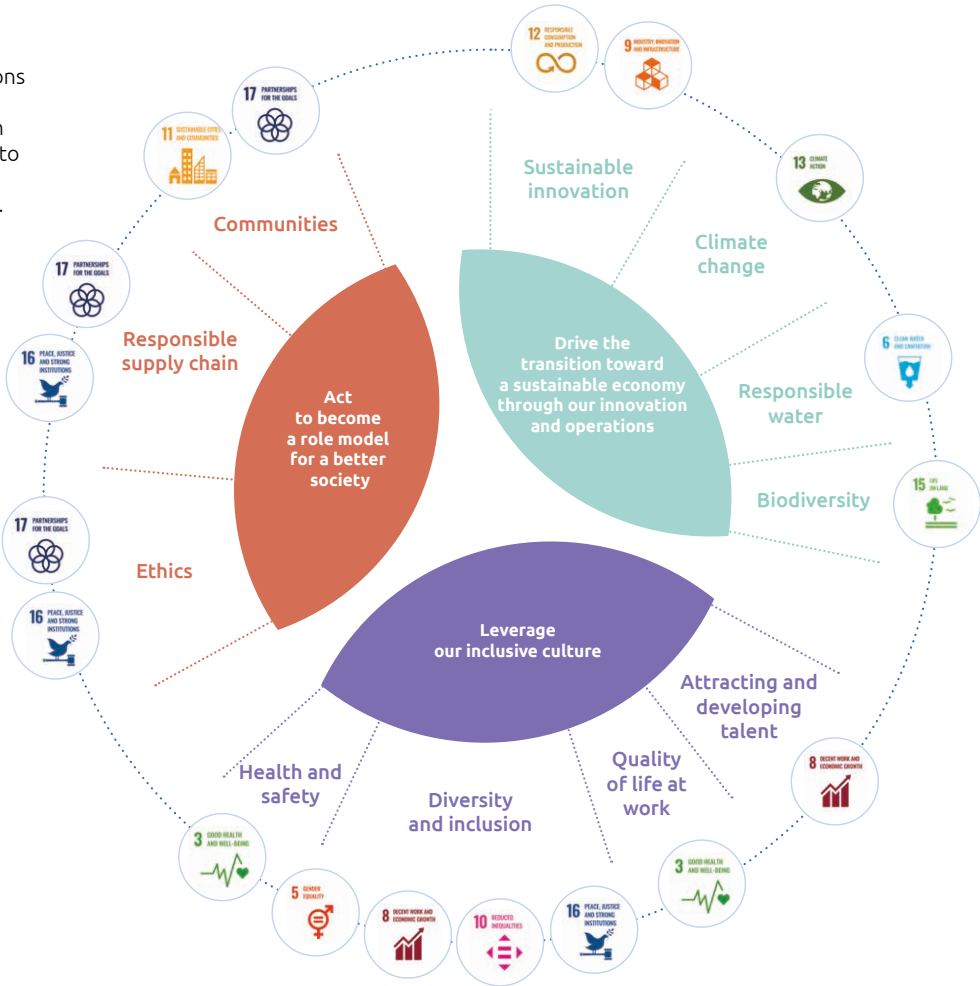 ons
n
to
.
12 RESPONSIBLE
CONSUMPTION
AND PRODUCTION
9 INDUSTRY, INNOVATION
AND INFRASTRUCTURE
17 PARTNERSHIPS
FOR THE GOALS
11 SUSTAINABLE CITIES
AND COMMUNITIES
13 CLIMATE
ACTION
Sustainable
innovation
Communities
Climate
change
17 PARTNERSHIPS
FOR THE GOALS
Responsible
supply chain
16 PEACE, JUSTICE
AND STRONG
INSTITUTIONS
6 CLEAN WATER
AND SANITATION
Drive the
transition toward
a sustainable economy
through our innovation
and operations
Act
to become
a role model
for a better
society
Responsible
water
Biodiversity
15 LIFE
ON LAND
17 PARTNERSHIPS
FOR THE GOALS
Ethics
16 PEACE, JUSTICE
AND STRONG
INSTITUTIONS
Leverage
our inclusive culture
Attracting and
developing
talent
Quality
of life at
work
Health and
safety
Diversity
and inclusion
8 DECENT WORK AND
ECONOMIC GROWTH
3 GOOD HEALTH
AND WELL-BEING
3 GOOD HEALTH
AND WELL-BEING
5 GENDER
EQUALITY
8 DECENT WORK AND
ECONOMIC GROWTH
10 REDUCED
INEQUALITIES
16 PEACE, JUSTICE
AND STRONG
INSTITUTIONS